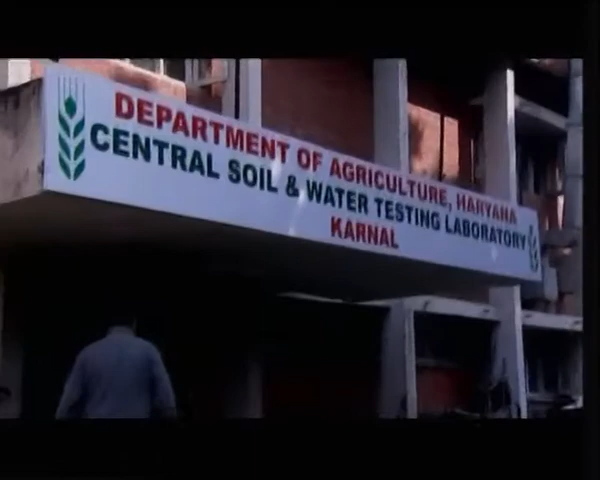 DEPARTMENT OF AGRICULTURE, HARYANA
CENTRAL SOIL & WATER TESTING LABORATORY
KARNAL